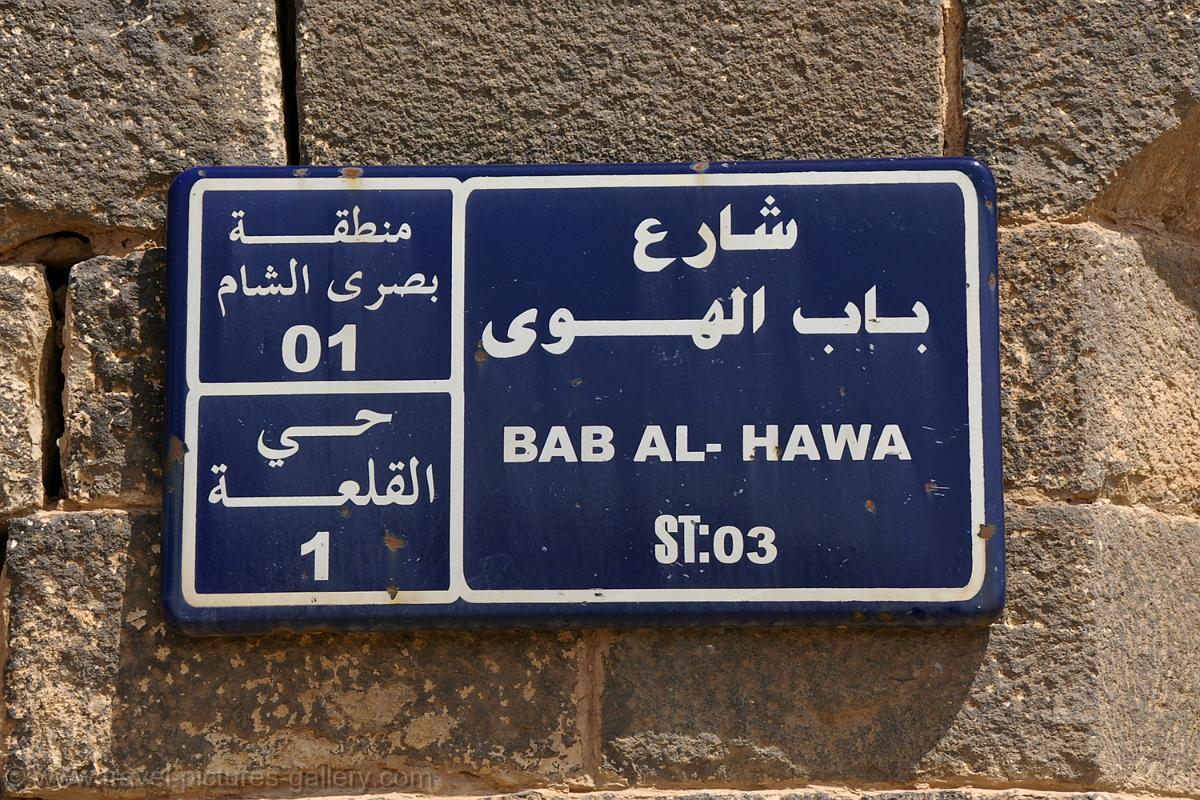 شارع
باب الهوى
BAB AL- HAWA
ST:03
منطقة
بصرى الشام
01
حي
القلعة
1
© www.travel-pictures-gallery.com